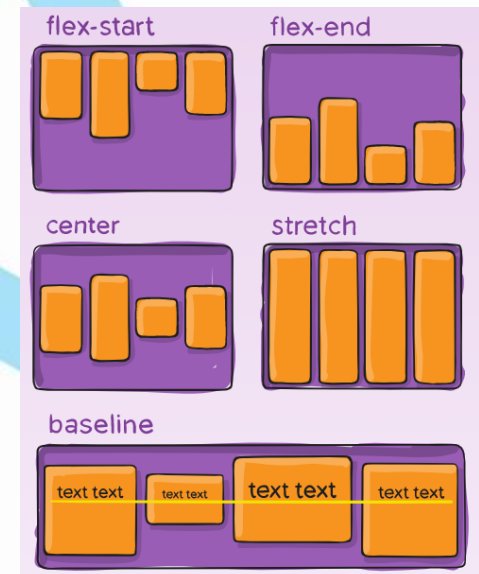 flex-start
flex-end
center
stretch
baseline
text text
text text
text text
text text